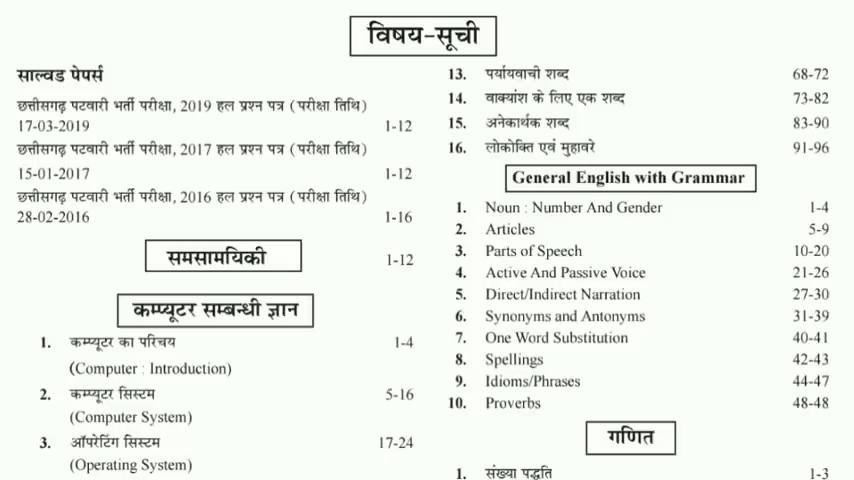 विषय-सूची
साल्वड पेपर्स
छत्तीसगढ़ पटवारी भर्ती परीक्षा, 2019 हल प्रश्न पत्र (परीक्षा तिथि)
17-03-2019 1-12
छत्तीसगढ़ पटवारी भर्ती परीक्षा, 2017 हल प्रश्न पत्र (परीक्षा तिथि)
15-01-2017 1-12
छत्तीसगढ़ पटवारी भर्ती परीक्षा, 2016 हल प्रश्न पत्र (परीक्षा तिथि)
28-02-2016 1-16
समसामयिकी 1-12
कम्प्यूटर सम्बन्धी ज्ञान
1. कम्प्यूटर का परिचय 1-4
(Computer : Introduction)
2. कम्प्यूटर सिस्टम 5-16
(Computer System)
3. ऑपरेटिंग सिस्टम 17-24
(Operating System)
13. पर्यायवाची शब्द 68-72
14. वाक्यांश के लिए एक शब्द 73-82
15. अनेकार्थक शब्द 83-90
16. लोकोक्ति एवं मुहावरे 91-96
General English with Grammar
1. Noun : Number And Gender 1-4
2. Articles 5-9
3. Parts of Speech 10-20
4. Active And Passive Voice 21-26
5. Direct/Indirect Narration 27-30
6. Synonyms and Antonyms 31-39
7. One Word Substitution 40-41
8. Spellings 42-43
9. Idioms/Phrases 44-47
10. Proverbs 48-48
गणित
1. संख्या पद्धति 1-3